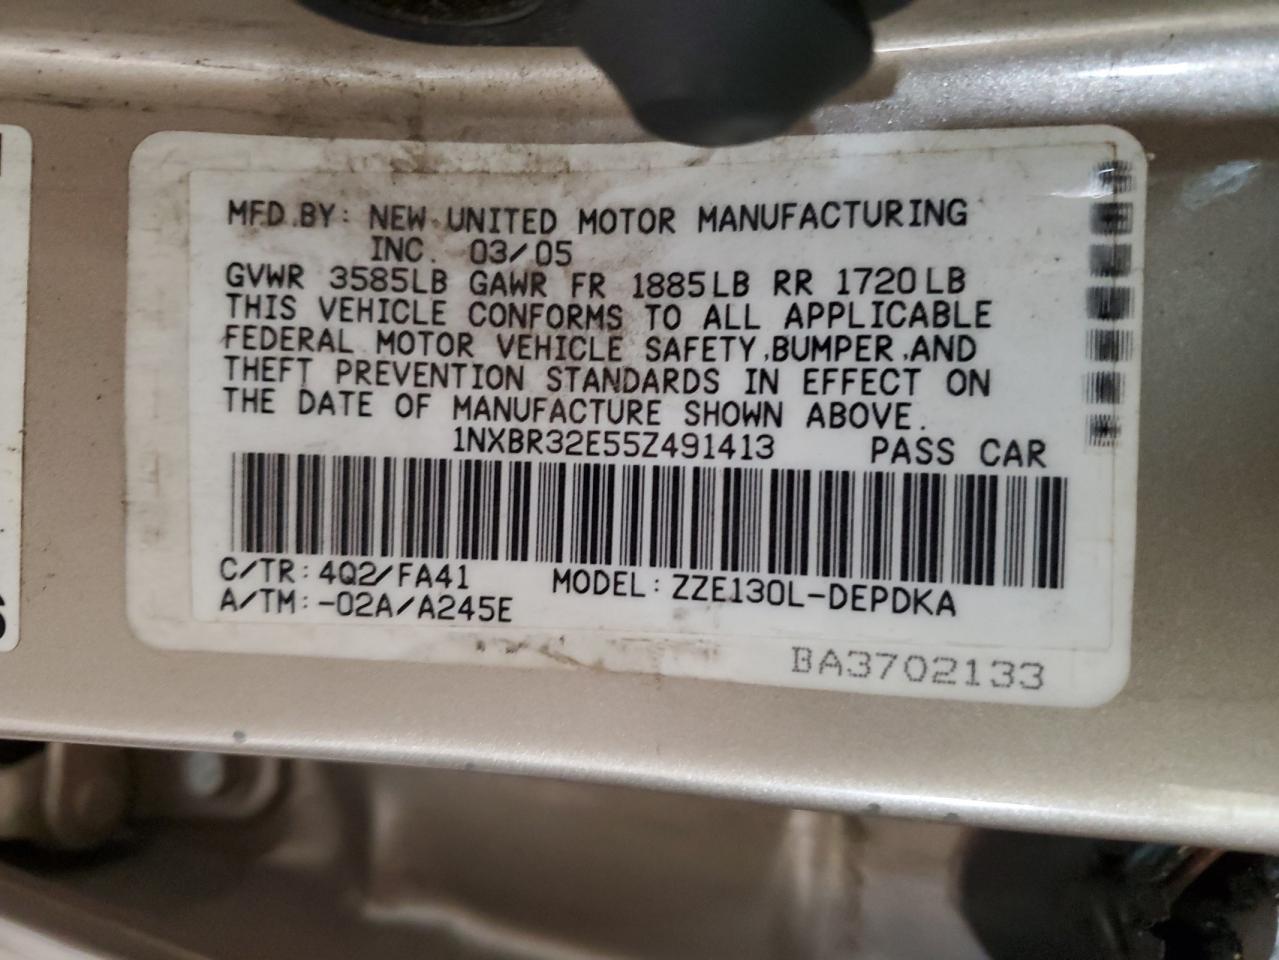 MFD.BY: NEW UNITED MOTOR MANUFACTURING
INC. 03/05
GVWR 3585LB GAWR FR 1885LB RR 1720LB
THIS VEHICLE CONFORMS TO ALL APPLICABLE
FEDERAL MOTOR VEHICLE SAFETY,BUMPER,AND
THEFT PREVENTION STANDARDS IN EFFECT ON
THE DATE OF MANUFACTURE SHOWN ABOVE.
1NXBR32E55Z491413 PASS CAR
C/TR: 4Q2/FA41 MODEL: ZZE130L-DEPDKA
A/TM:-02A/A245E
BA3702133